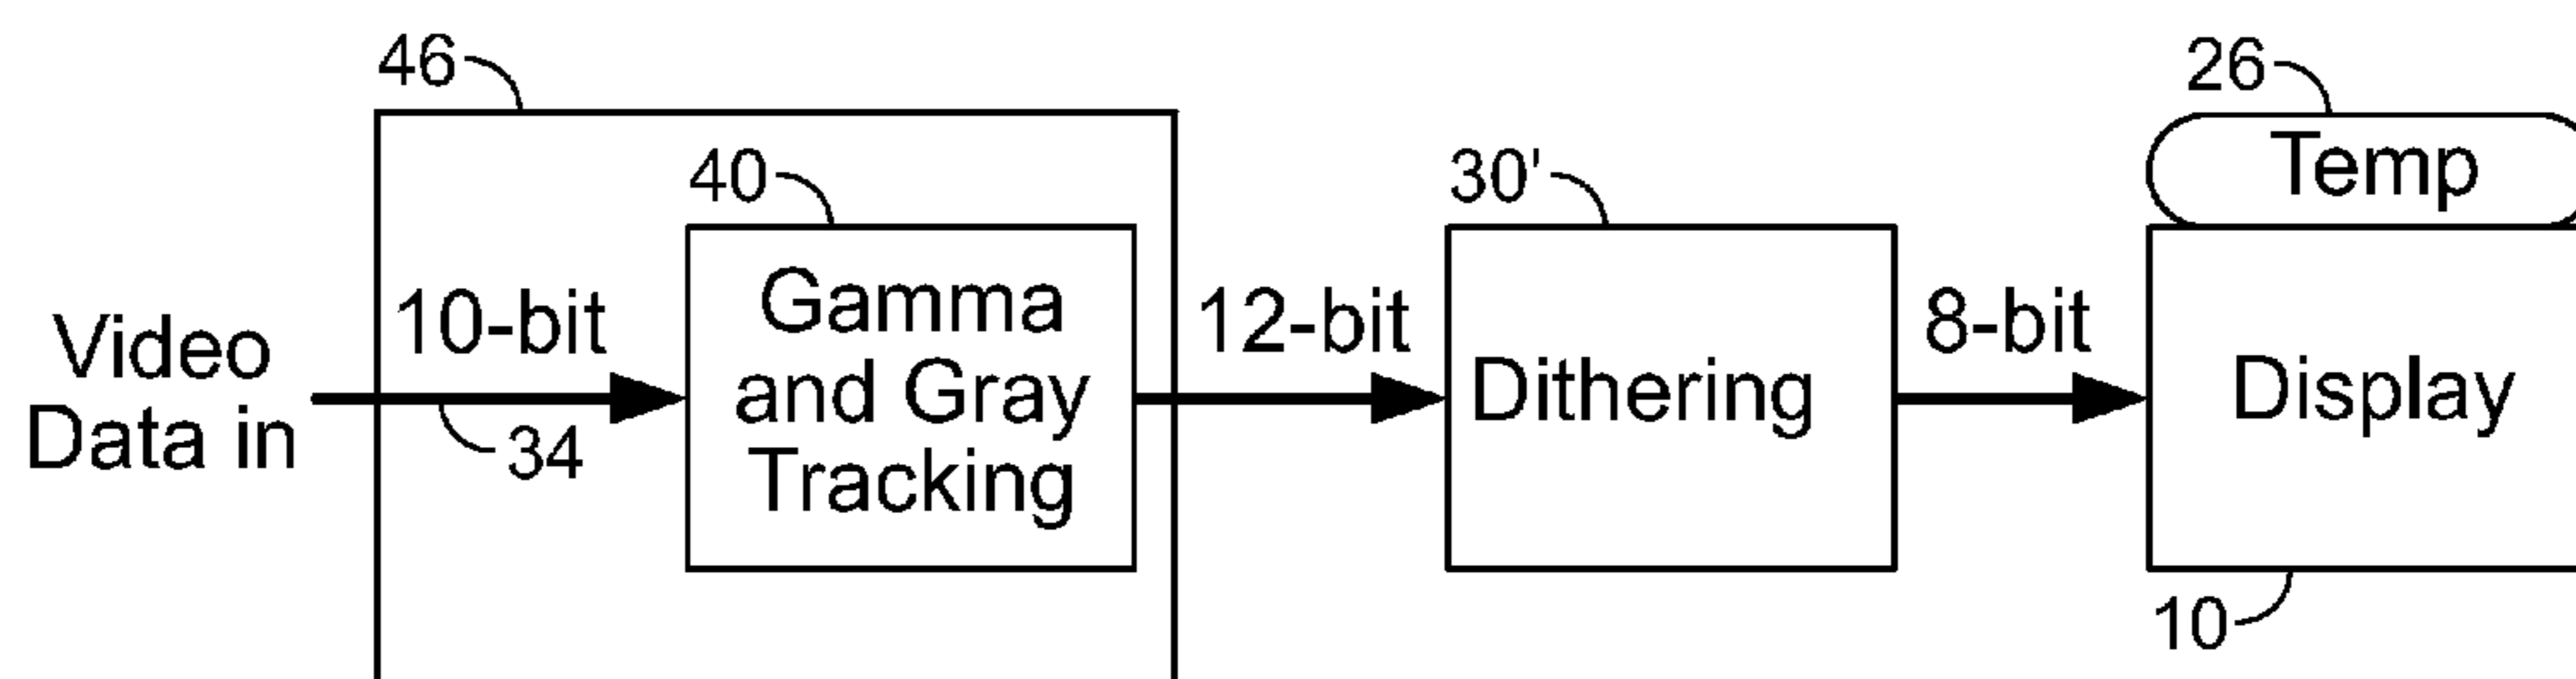 46
26
40
30'
Temp
Video
Data in
10-bit
34
Gamma
and Gray
Tracking
12-bit
Dithering
8-bit
Display
10